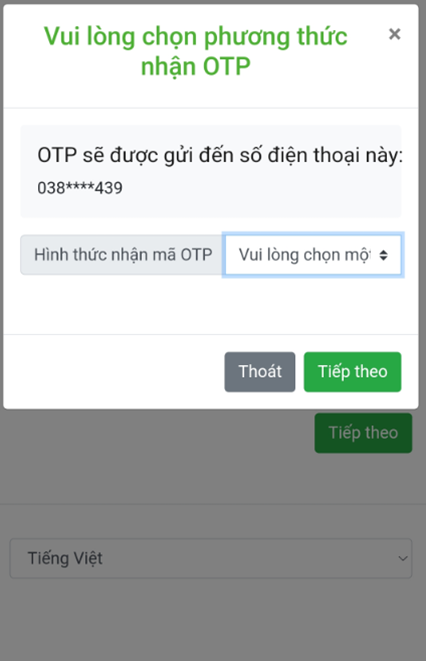 Vui lòng chọn phương thức
nhận OTP
×
OTP sẽ được gửi đến số điện thoại này:
038****439
Hình thức nhận mã OTP
Vui lòng chọn một
Thoát
Tiếp theo
Tiếp theo
Tiếng Việt